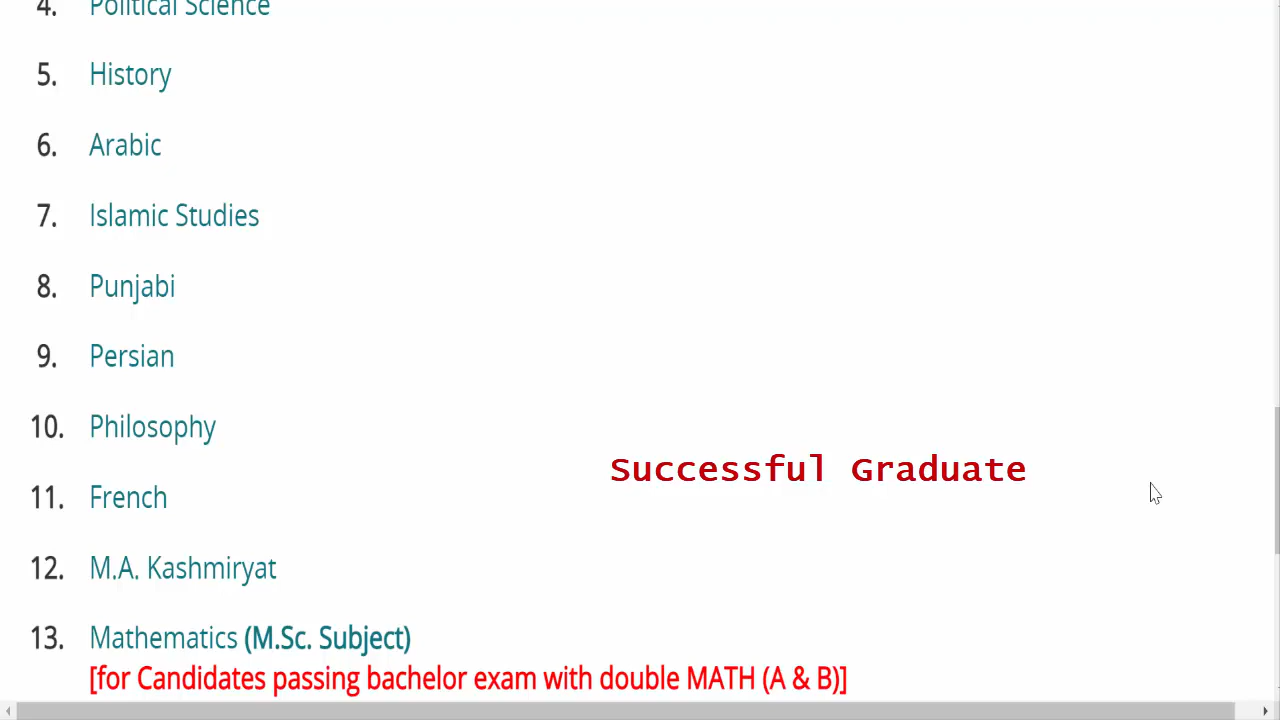 4. Political Science
5. History
6. Arabic
7. Islamic Studies
8. Punjabi
9. Persian
10. Philosophy
Successful Graduate
11. French
12. M.A. Kashmiryat
13. Mathematics (M.Sc. Subject)
[for Candidates passing bachelor exam with double MATH (A & B)]